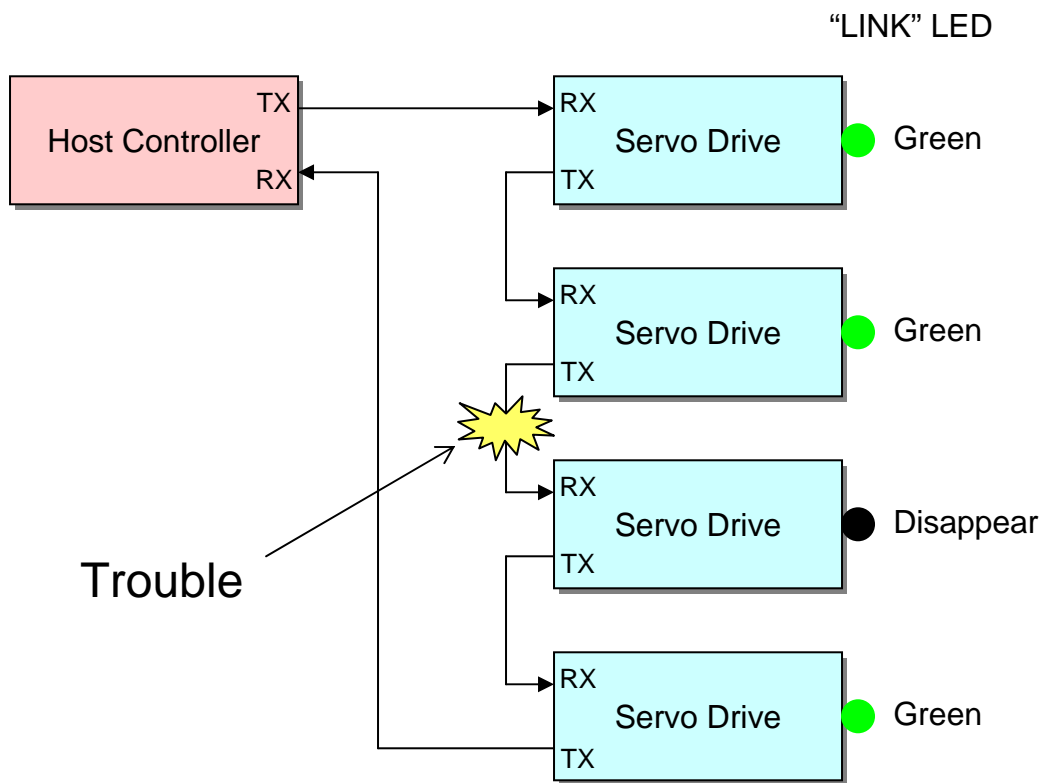 “LINK” LED
Host Controller
TX
RX
RX
Servo Drive
TX
Green
RX
Servo Drive
TX
Green
Trouble
RX
Servo Drive
TX
Disappear
RX
Servo Drive
TX
Green